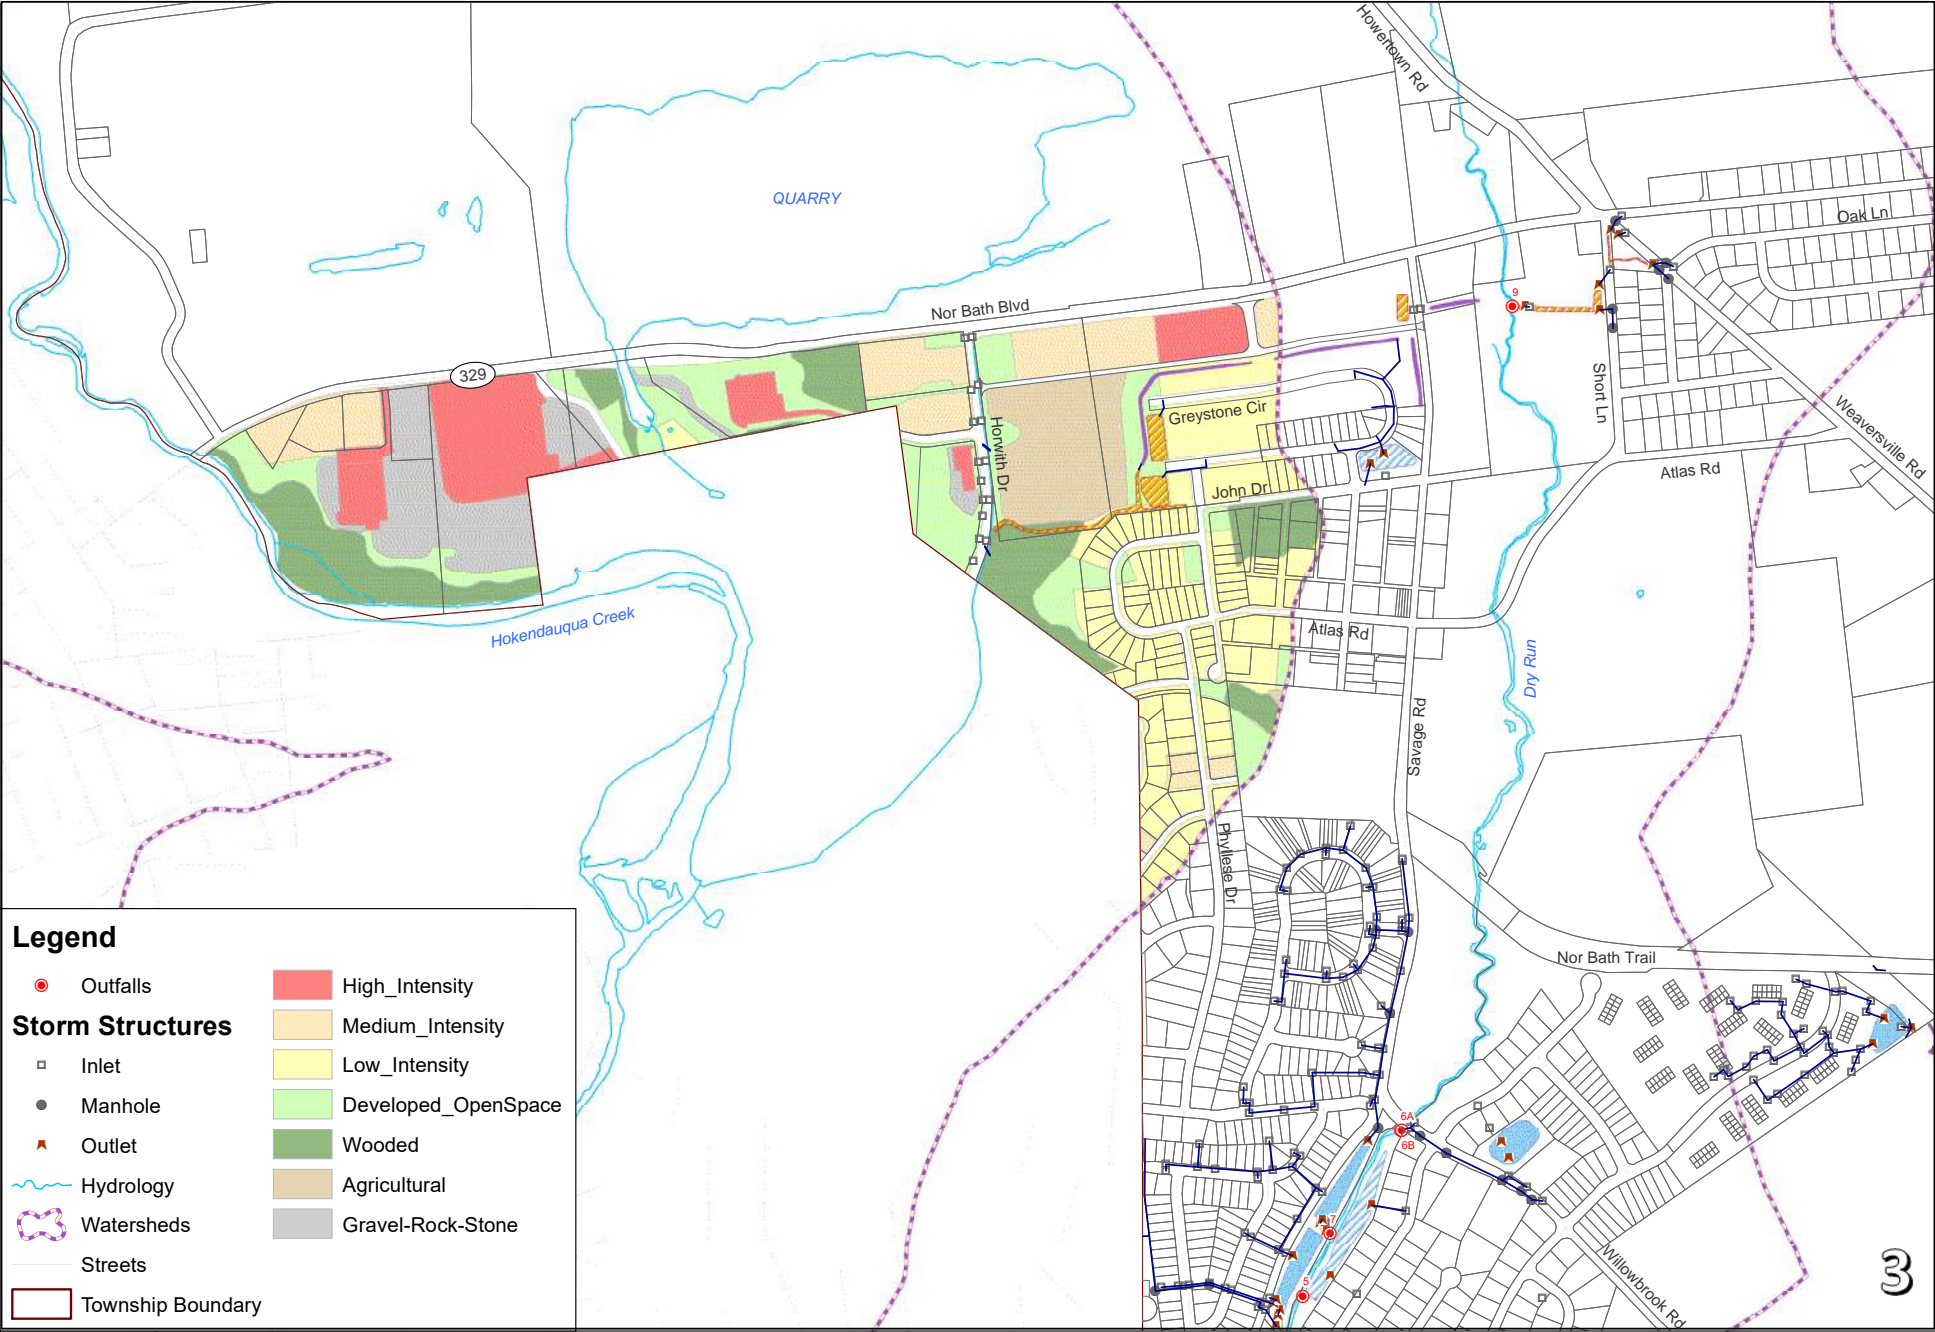 Howertown Rd
QUARRY
Oak Ln
Nor Bath Blvd
9
329
Short Ln
Greystone Cir
Weaversville Rd
Horwith Dr
Atlas Rd
John Dr
Hokendauqua Creek
Atlas Rd
Dry Run
Savage Rd
Phyllese Dr
Nor Bath Trail
6A
6B
7
5
Willowbrook Rd
3
Legend
Outfalls
Storm Structures
Inlet
Manhole
Outlet
Hydrology
Watersheds
Streets
Township Boundary
High_Intensity
Medium_Intensity
Low_Intensity
Developed_OpenSpace
Wooded
Agricultural
Gravel-Rock-Stone